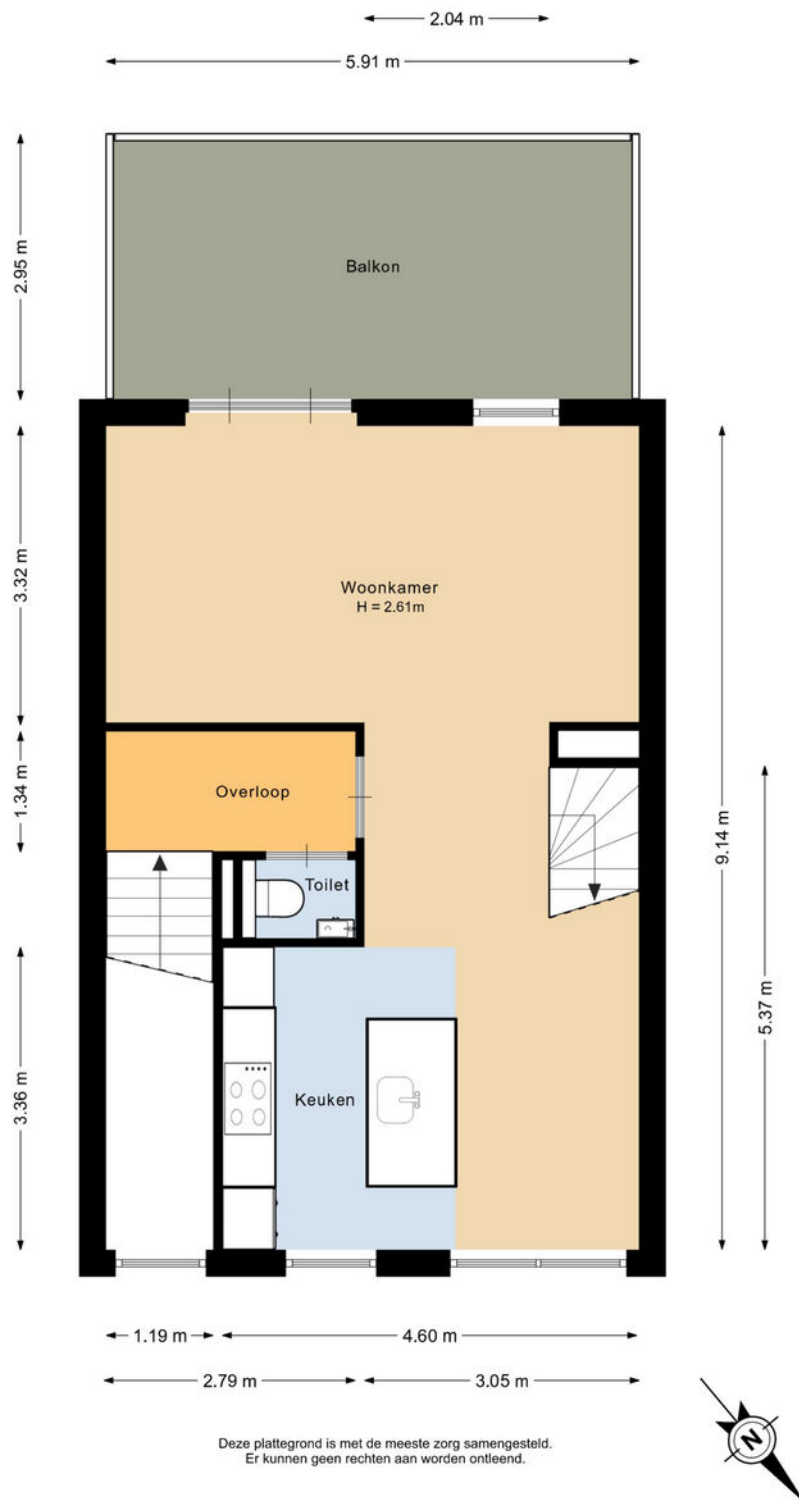 2.04 m
5.91 m
2.95 m
Balkon
3.32 m
Woonkamer
H = 2.61m
1.34 m
Overloop
9.14 m
Toilet
5.37 m
3.36 m
Keuken
1.19 m
4.60 m
2.79 m
3.05 m
N
Deze plattegrond is met de meeste zorg samengesteld.
Er kunnen geen rechten aan worden ontleend.